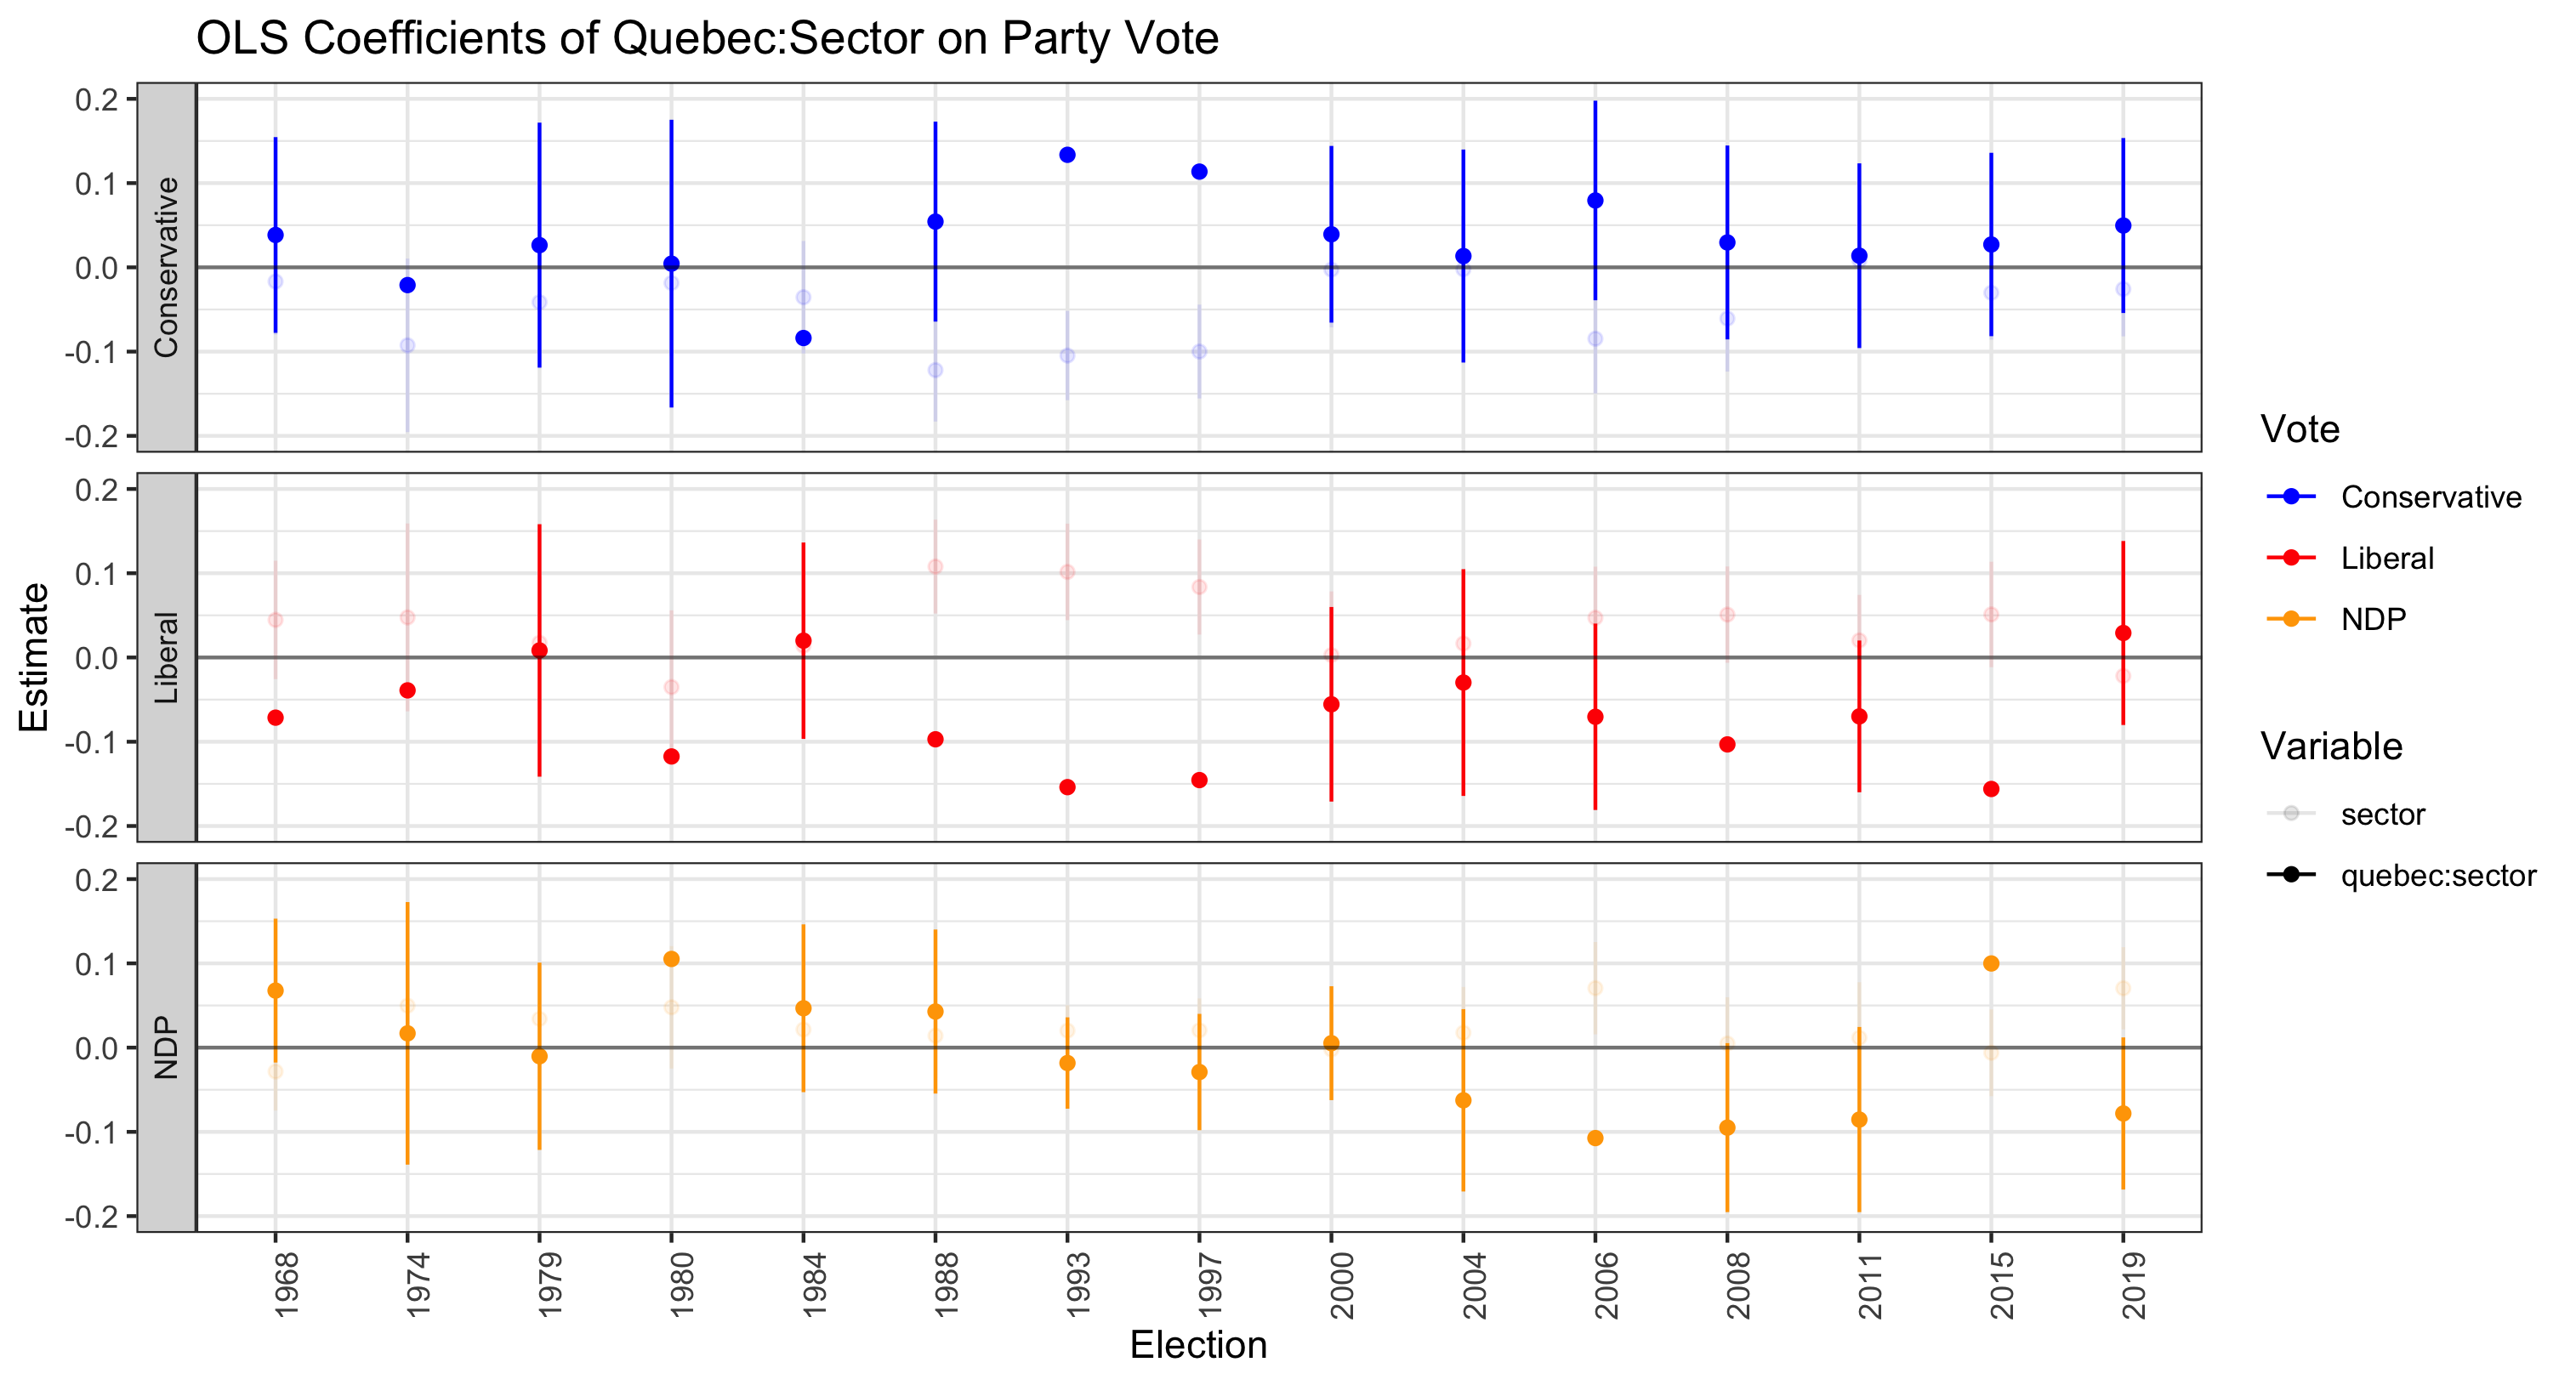 OLS Coefficients of Quebec:Sector on Party Vote
Estimate
Conservative
0.2
0.1
0.0
-0.1
-0.2
Liberal
0.2
0.1
0.0
-0.1
-0.2
NDP
0.2
0.1
0.0
-0.1
-0.2
1968
1974
1979
1980
1984
1988
1993
1997
2000
2004
2006
2008
2011
2015
2019
Election
Vote
Conservative
Liberal
NDP
Variable
sector
quebec:sector